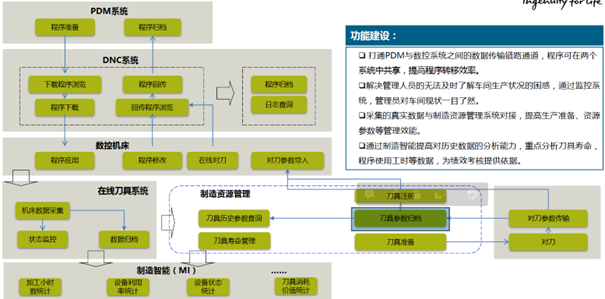 Ingenuity for life
PDM系统
程序准备
程序归档
DNC系统
下载程序浏览
程序回传
程序下载
回传程序浏览
程序归档
日志查询
数控机床
程序应用
程序修改
在线对刀
对刀参数导入
功能建设：
打通PDM与数控系统之间的数据传输链路通道，程序可在两个
系统中共享，提高程序转移效率。
解决管理人员的无法及时了解车间生产状况的困惑，通过监控系
统，管理员对车间现状一目了然。
采集的真实数据与制造资源管理系统对接，提高生产准备、资源
参数等管理效能。
通过制造智能提高对历史数据的分析能力，重点分析刀具寿命，
程序使用工时等数据，为绩效考核提供依据。
在线刀具系统
机床数据采集
状态监控
数据归档
制造资源管理
刀具注册
刀具历史参数查询
刀具参数归档
对刀参数传输
刀具寿命管理
刀具准备
对刀
制造智能（MI）
加工小时
数统计
设备利用
率统计
设备状态
统计
……
刀具消耗
价值统计